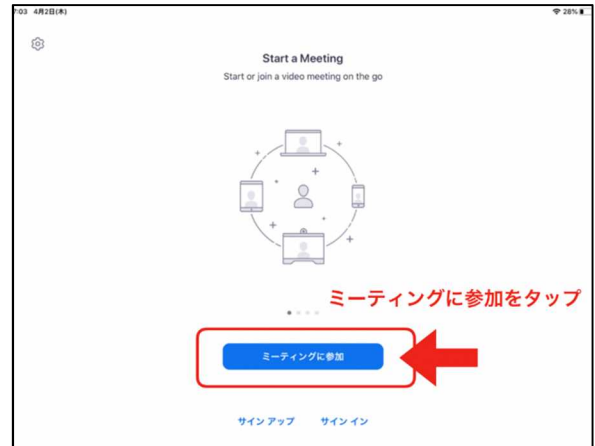 7:03 4月2日(木) 28%
Start a Meeting
Start or join a video meeting on the go
ミーティングに参加をタップ
ミーティングに参加
サイン アップ サイン イン